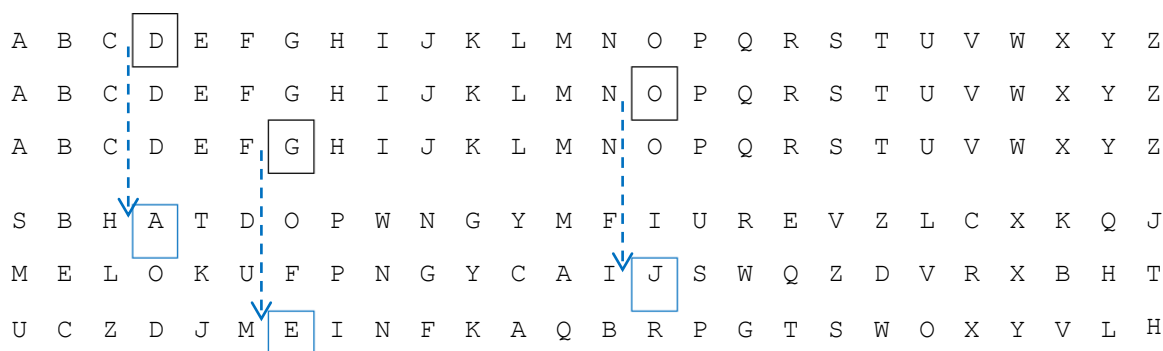 A B C D E F G H I J K L M N O P Q R S T U V W X Y Z
A B C D E F G H I J K L M N O P Q R S T U V W X Y Z
A B C D E F G H I J K L M N O P Q R S T U V W X Y Z
S B H A T D O P W N G Y M F I U R E V Z L C X K Q J
M E L O K U F P N G Y C A I J S W Q Z D V R X B H T
U C Z D J M E I N F K A Q B R P G T S W O X Y V L H